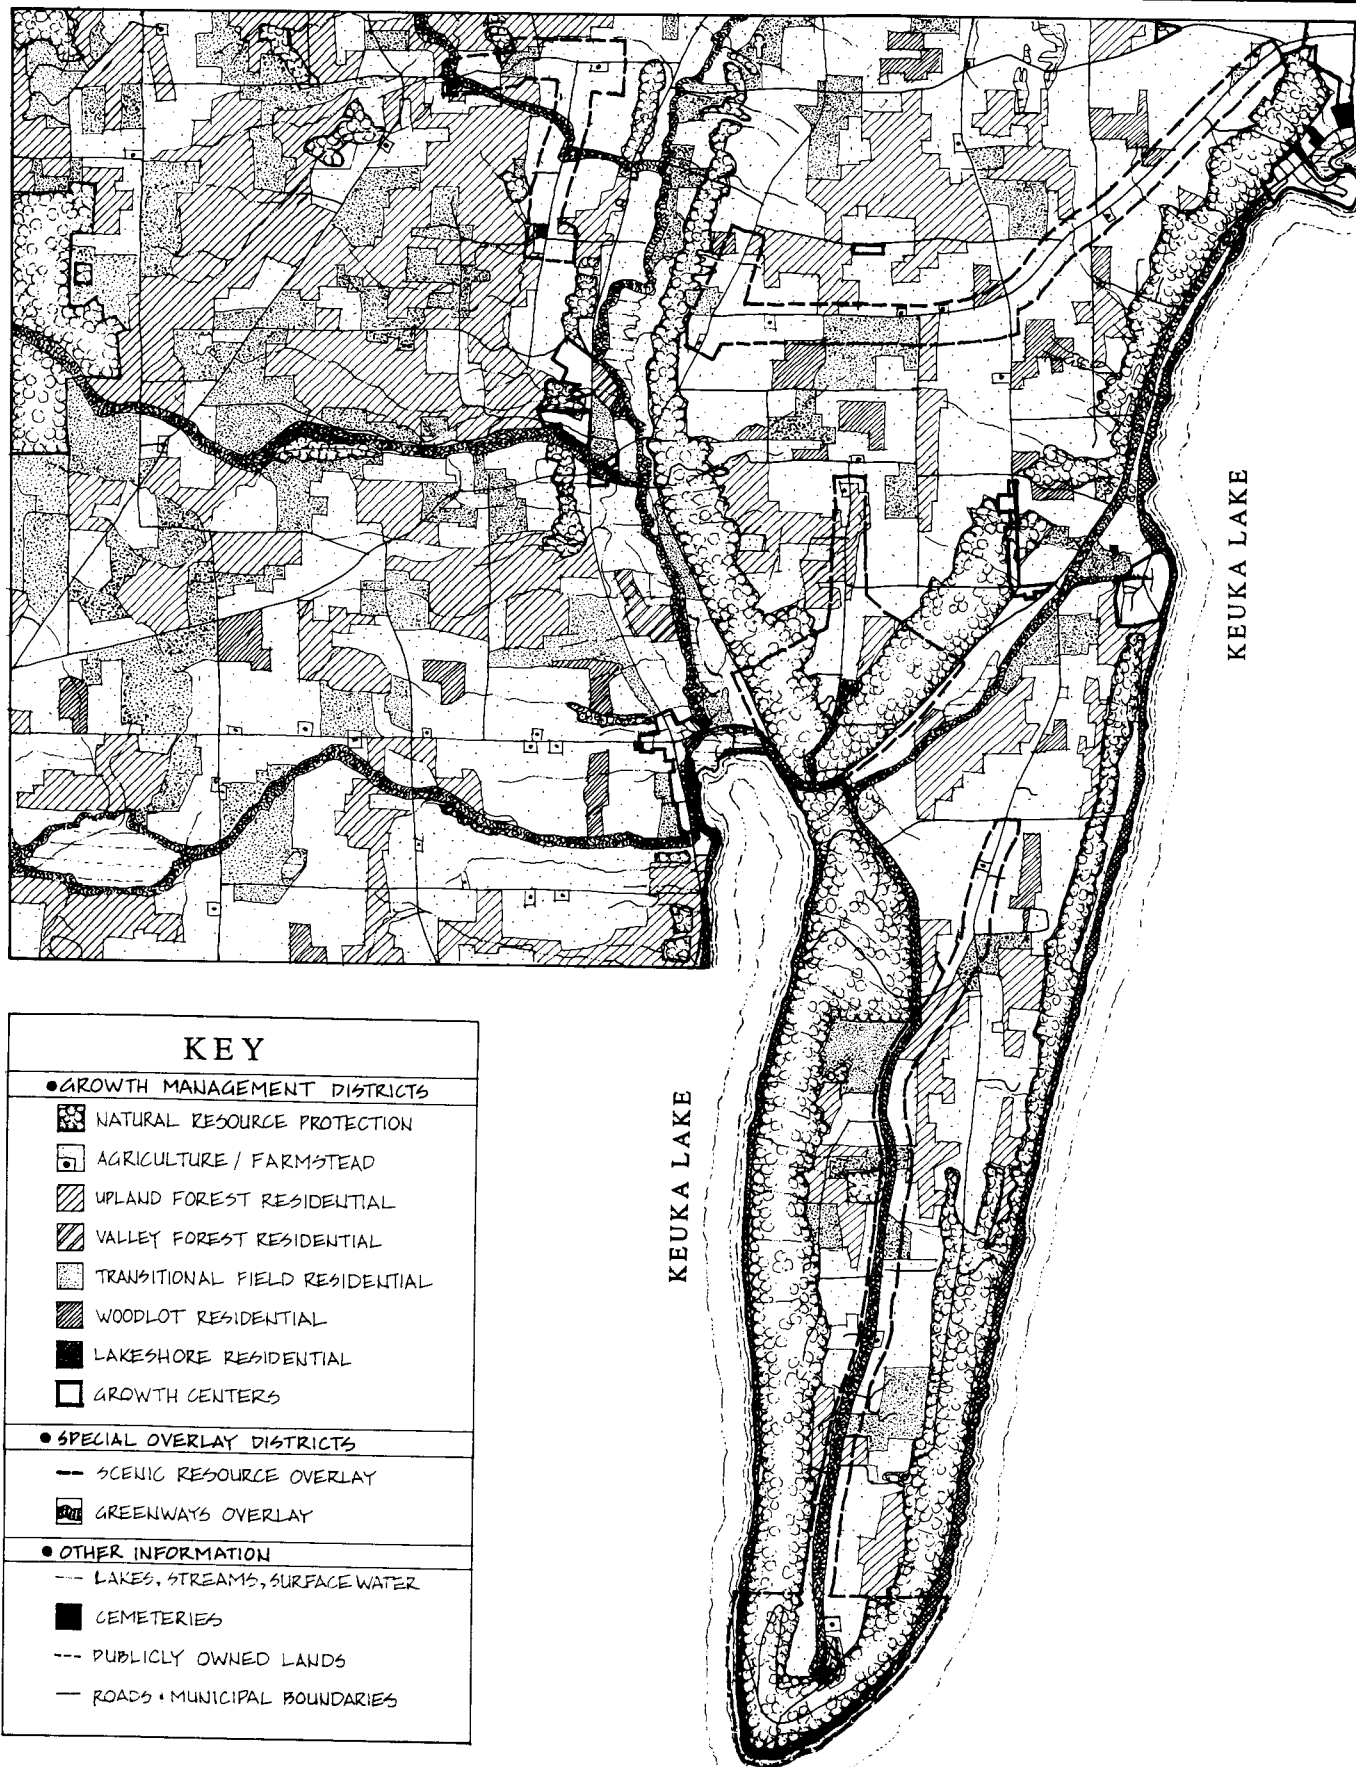 KEUKA LAKE
KEUKA LAKE
KEY
•GROWTH MANAGEMENT DISTRICTS
NATURAL RESOURCE PROTECTION
AGRICULTURE / FARMSTEAD
UPLAND FOREST RESIDENTIAL
VALLEY FOREST RESIDENTIAL
TRANSITIONAL FIELD RESIDENTIAL
WOODLOT RESIDENTIAL
LAKESHORE RESIDENTIAL
GROWTH CENTERS
• SPECIAL OVERLAY DISTRICTS
SCENIC RESOURCE OVERLAY
GREENWAYS OVERLAY
• OTHER INFORMATION
LAKES, STREAMS, SURFACE WATER
CEMETERIES
PUBLICLY OWNED LANDS
ROADS • MUNICIPAL BOUNDARIES